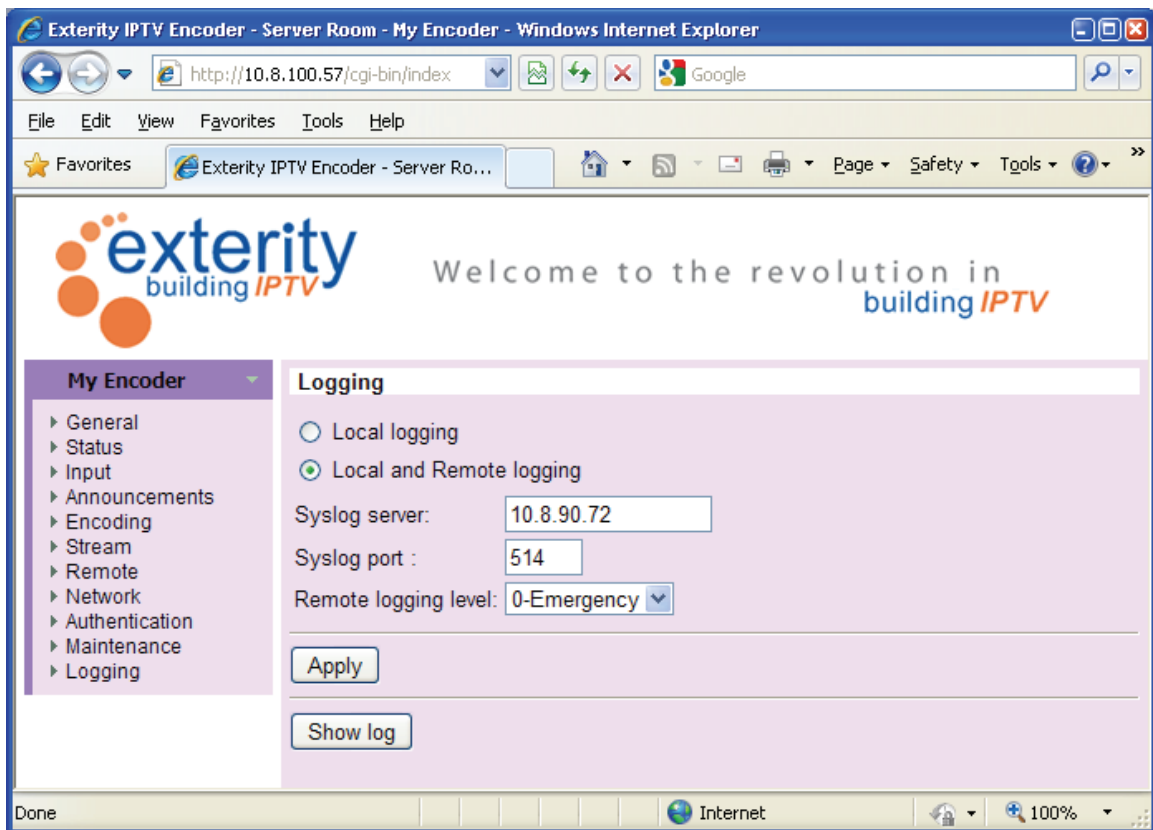 Exterity IPTV Encoder - Server Room - My Encoder - Windows Internet Explorer
http://10.8.100.57/cgi-bin/index
Google
File Edit View Favorites Tools Help
Favorites
Exterity IPTV Encoder - Server Ro...
Page Safety Tools »
exterity
building IPTV
Welcome to the revolution in
building IPTV
My Encoder
General
Status
Input
Announcements
Encoding
Stream
Remote
Network
Authentication
Maintenance
Logging
Logging
Local logging
Local and Remote logging
Syslog server: 10.8.90.72
Syslog port : 514
Remote logging level: 0-Emergency
Apply
Show log
Done
Internet
100%